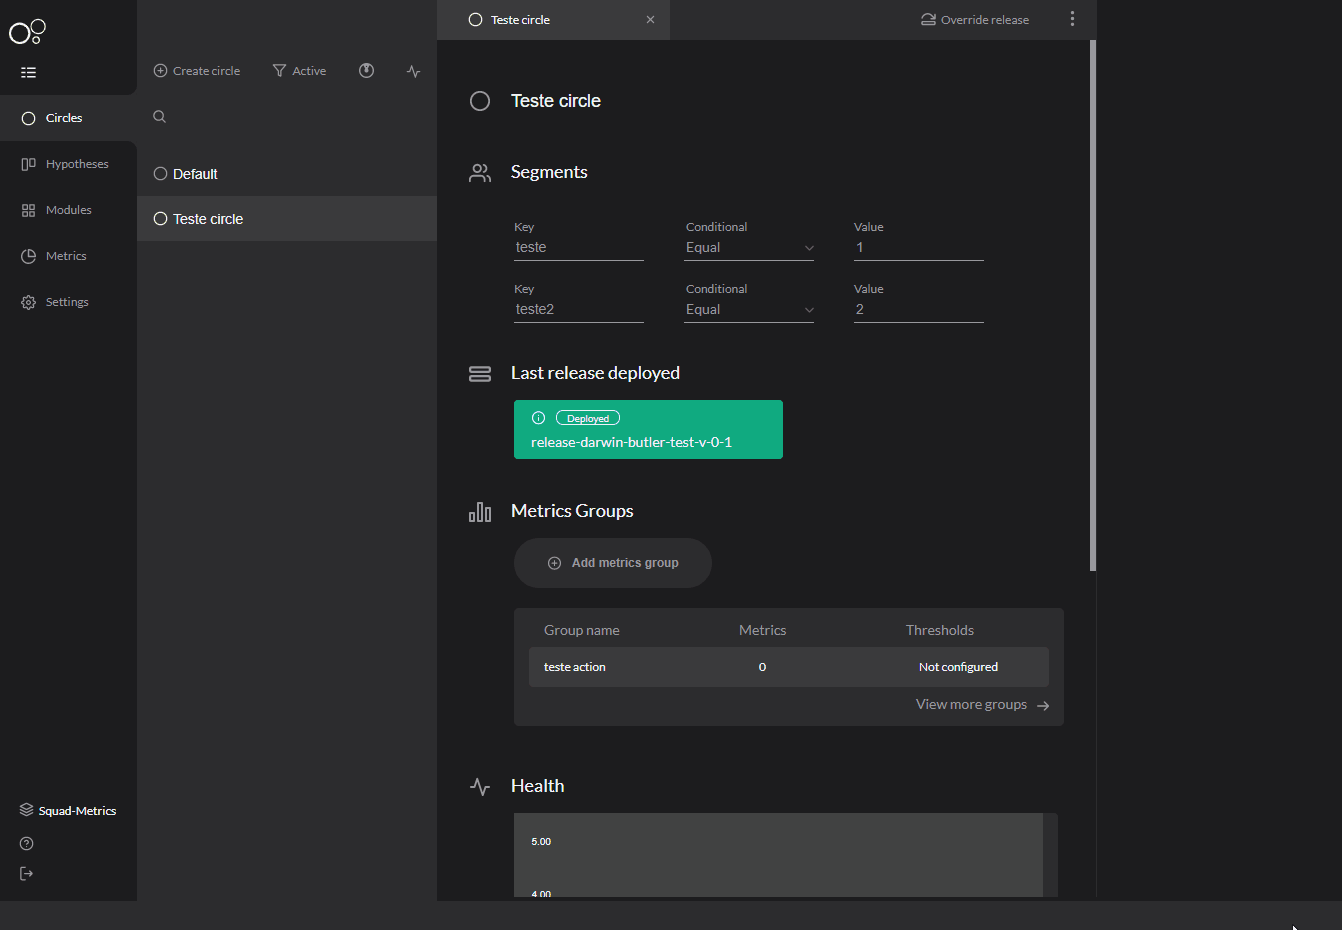 Circles
Hypotheses
Modules
Metrics
Settings
Squad-Metrics
Create circle
Active
Default
Teste circle
Teste circle
Override release
Teste circle
Segments
Key Conditional Value
teste Equal 1
Key Conditional Value
teste2 Equal 2
Last release deployed
Deployed
release-darwin-butler-test-v-0-1
Metrics Groups
Add metrics group
Group name Metrics Thresholds
teste action 0 Not configured
View more groups
Health
5.00
4.00